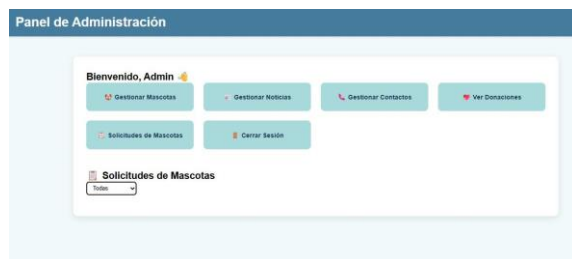 Panel de Administración
Bienvenido, Admin 👋
Gestionar Mascotas
Gestionar Noticias
Gestionar Contactos
Ver Donaciones
Solicitudes de Mascotas
Cerrar Sesión
Solicitudes de Mascotas
Todas